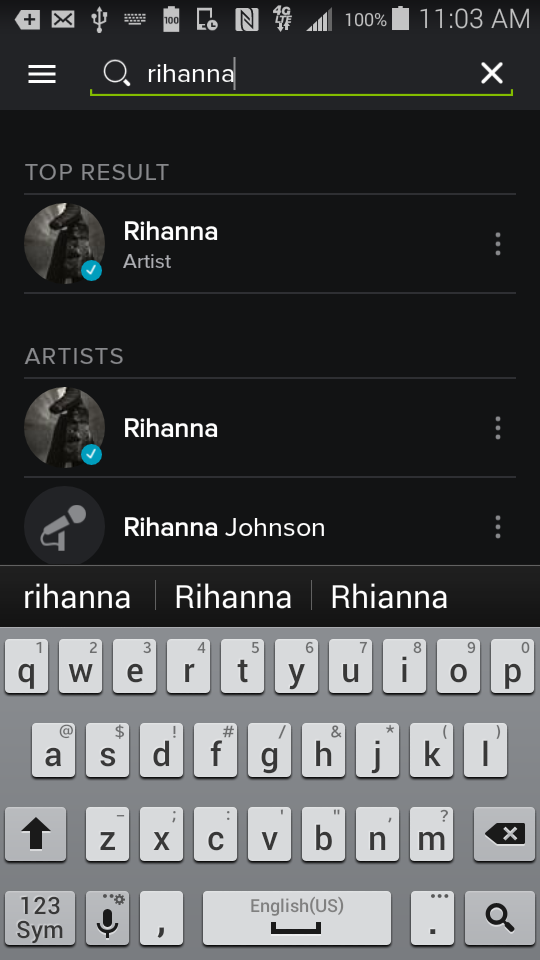 100 4G LTE 100% 11:03 AM
rihanna
TOP RESULT
Rihanna
Artist
ARTISTS
Rihanna
Rihanna Johnson
rihanna Rihanna Rhianna
1 2 3 4 5 6 7 8 9 0
q w e r t y u i o p
@ $ ! # / & * ( )
a s d f g h j k l
- ; : ' " , ?
z x c v b n m
123 Sym , English(US) .